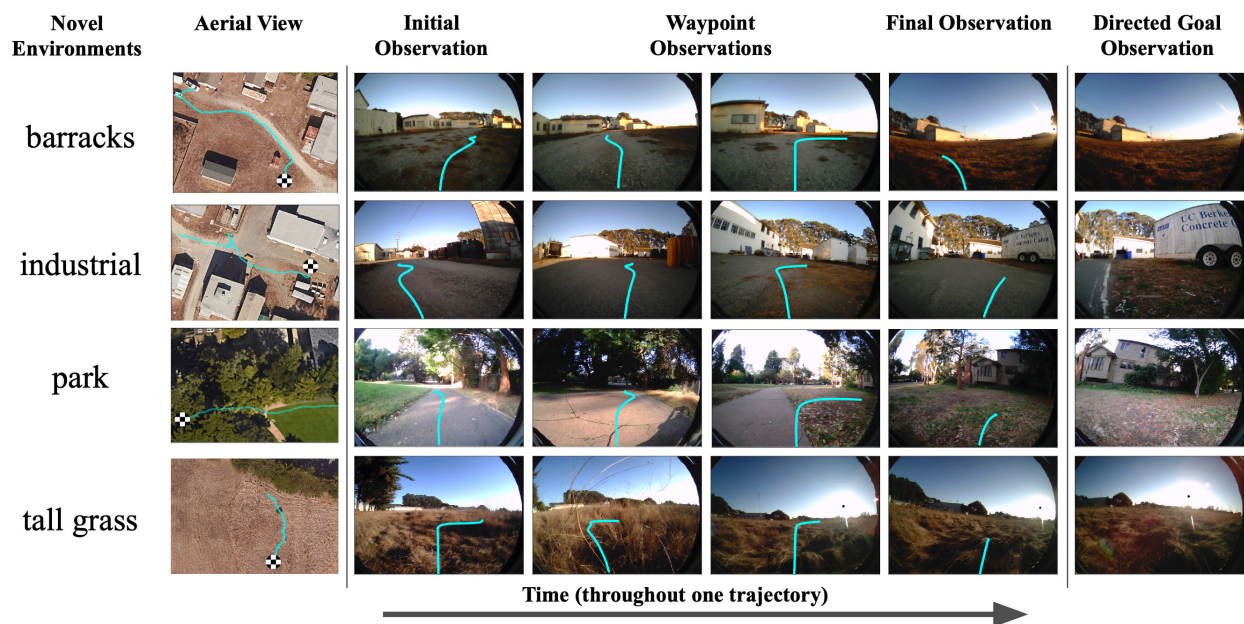 Novel
Environments
Aerial View
Initial
Observation
Waypoint
Observations
Final Observation
Directed Goal
Observation
barracks
industrial
UC Berkel
Concrete
park
tall grass
Time (throughout one trajectory)